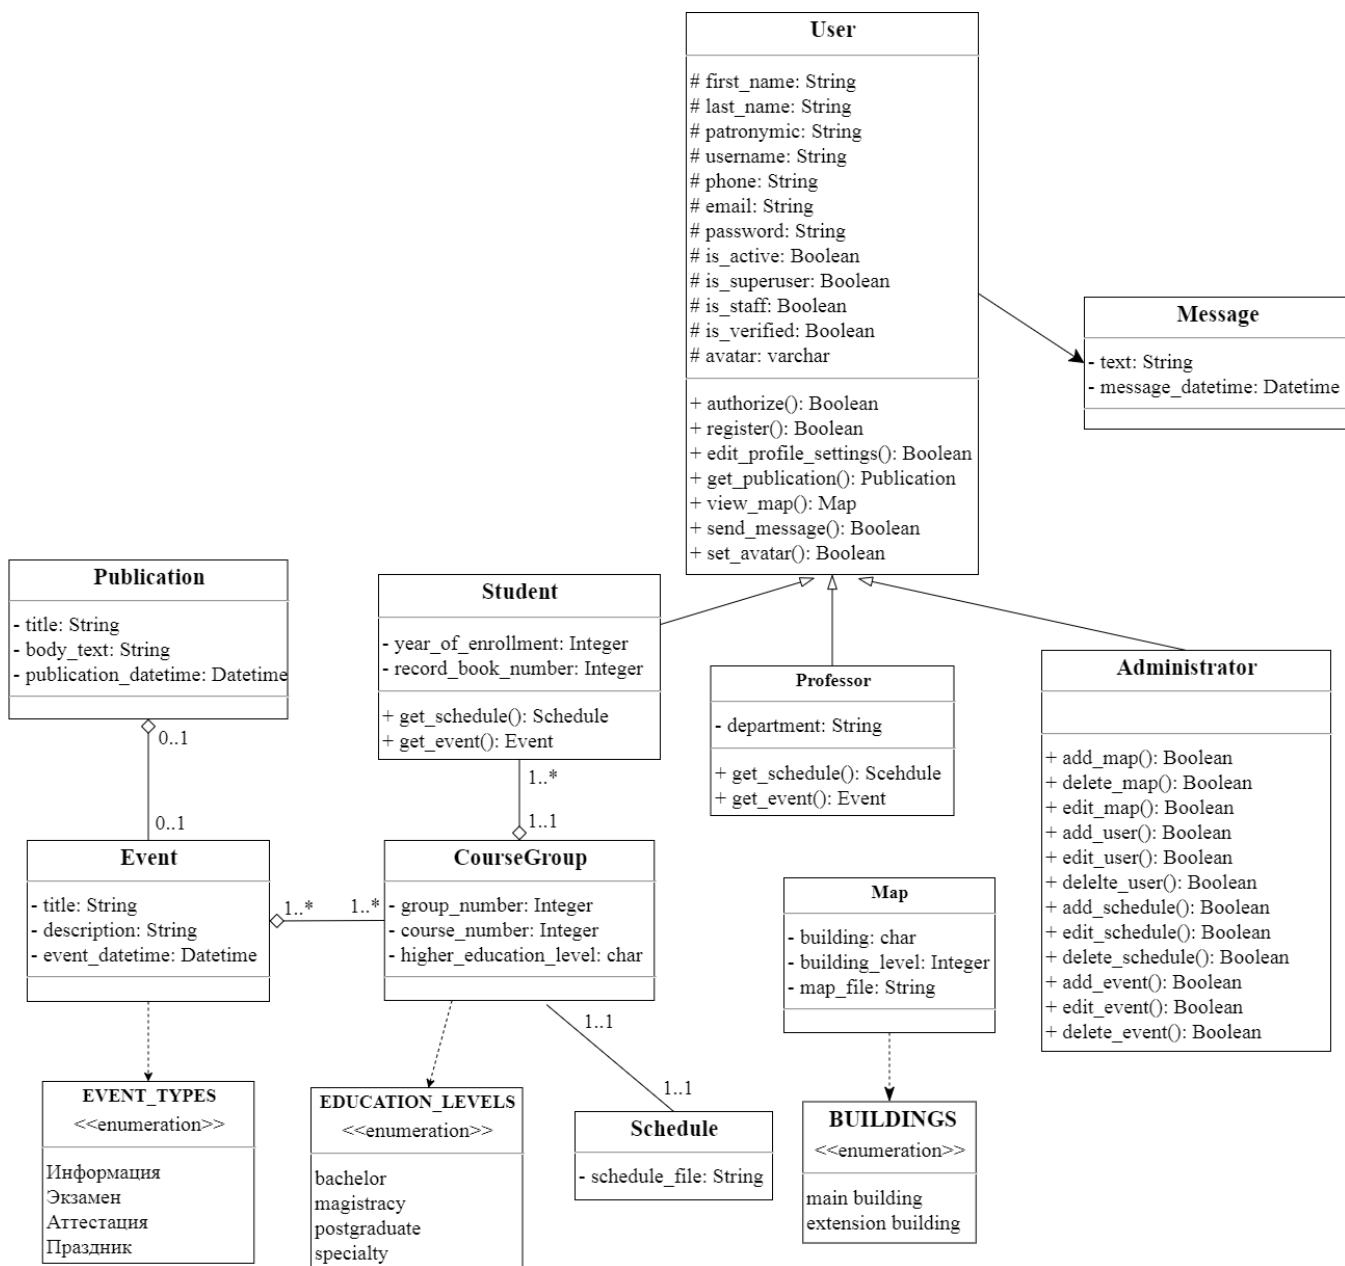 User
# first_name: String
# last_name: String
# patronymic: String
# username: String
# phone: String
# email: String
# password: String
# is_active: Boolean
# is_superuser: Boolean
# is_staff: Boolean
# is_verified: Boolean
# avatar: varchar
+ authorize(): Boolean
+ register(): Boolean
+ edit_profile_settings(): Boolean
+ get_publication(): Publication
+ view_map(): Map
+ send_message(): Boolean
+ set_avatar(): Boolean
Message
- text: String
- message_datetime: Datetime
Publication
- title: String
- body_text: String
- publication_datetime: Datetime
0..1
0..1
Student
- year_of_enrollment: Integer
- record_book_number: Integer
+ get_schedule(): Schedule
+ get_event(): Event
1..*
1..1
Professor
- department: String
+ get_schedule(): Scehdule
+ get_event(): Event
Administrator
+ add_map(): Boolean
+ delete_map(): Boolean
+ edit_map(): Boolean
+ add_user(): Boolean
+ edit_user(): Boolean
+ delelte_user(): Boolean
+ add_schedule(): Boolean
+ edit_schedule(): Boolean
+ delete_schedule(): Boolean
+ add_event(): Boolean
+ edit_event(): Boolean
+ delete_event(): Boolean
Event
- title: String
- description: String
- event_datetime: Datetime
1..*
1..*
CourseGroup
- group_number: Integer
- course_number: Integer
- higher_education_level: char
1..1
1..1
Map
- building: char
- building_level: Integer
- map_file: String
EVENT_TYPES
<<enumeration>>
Информация
Экзамен
Аттестация
Праздник
EDUCATION_LEVELS
<<enumeration>>
bachelor
magistracy
postgraduate
specialty
Schedule
- schedule_file: String
BUILDINGS
<<enumeration>>
main building
extension building